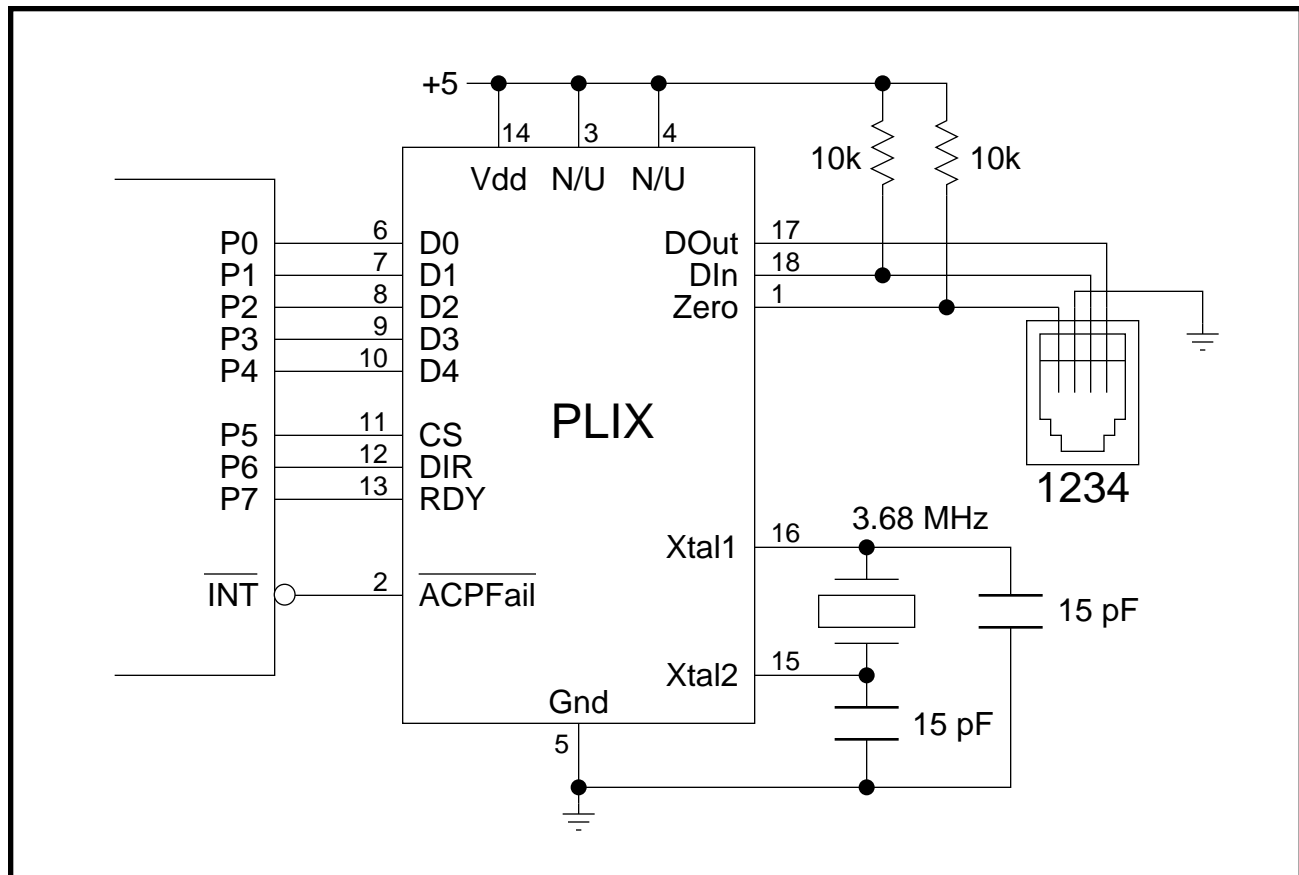 +5
14 3 4
Vdd N/U N/U
10k 10k
P0 6 D0
P1 7 D1
P2 8 D2
P3 9 D3
P4 10 D4
P5 11 CS
P6 12 DIR
P7 13 RDY
INT 2 ACPFail
PLIX
DOut 17
DIn 18
Zero 1
1234
3.68 MHz
Xtal1 16
15 pF
Xtal2 15
15 pF
Gnd
5